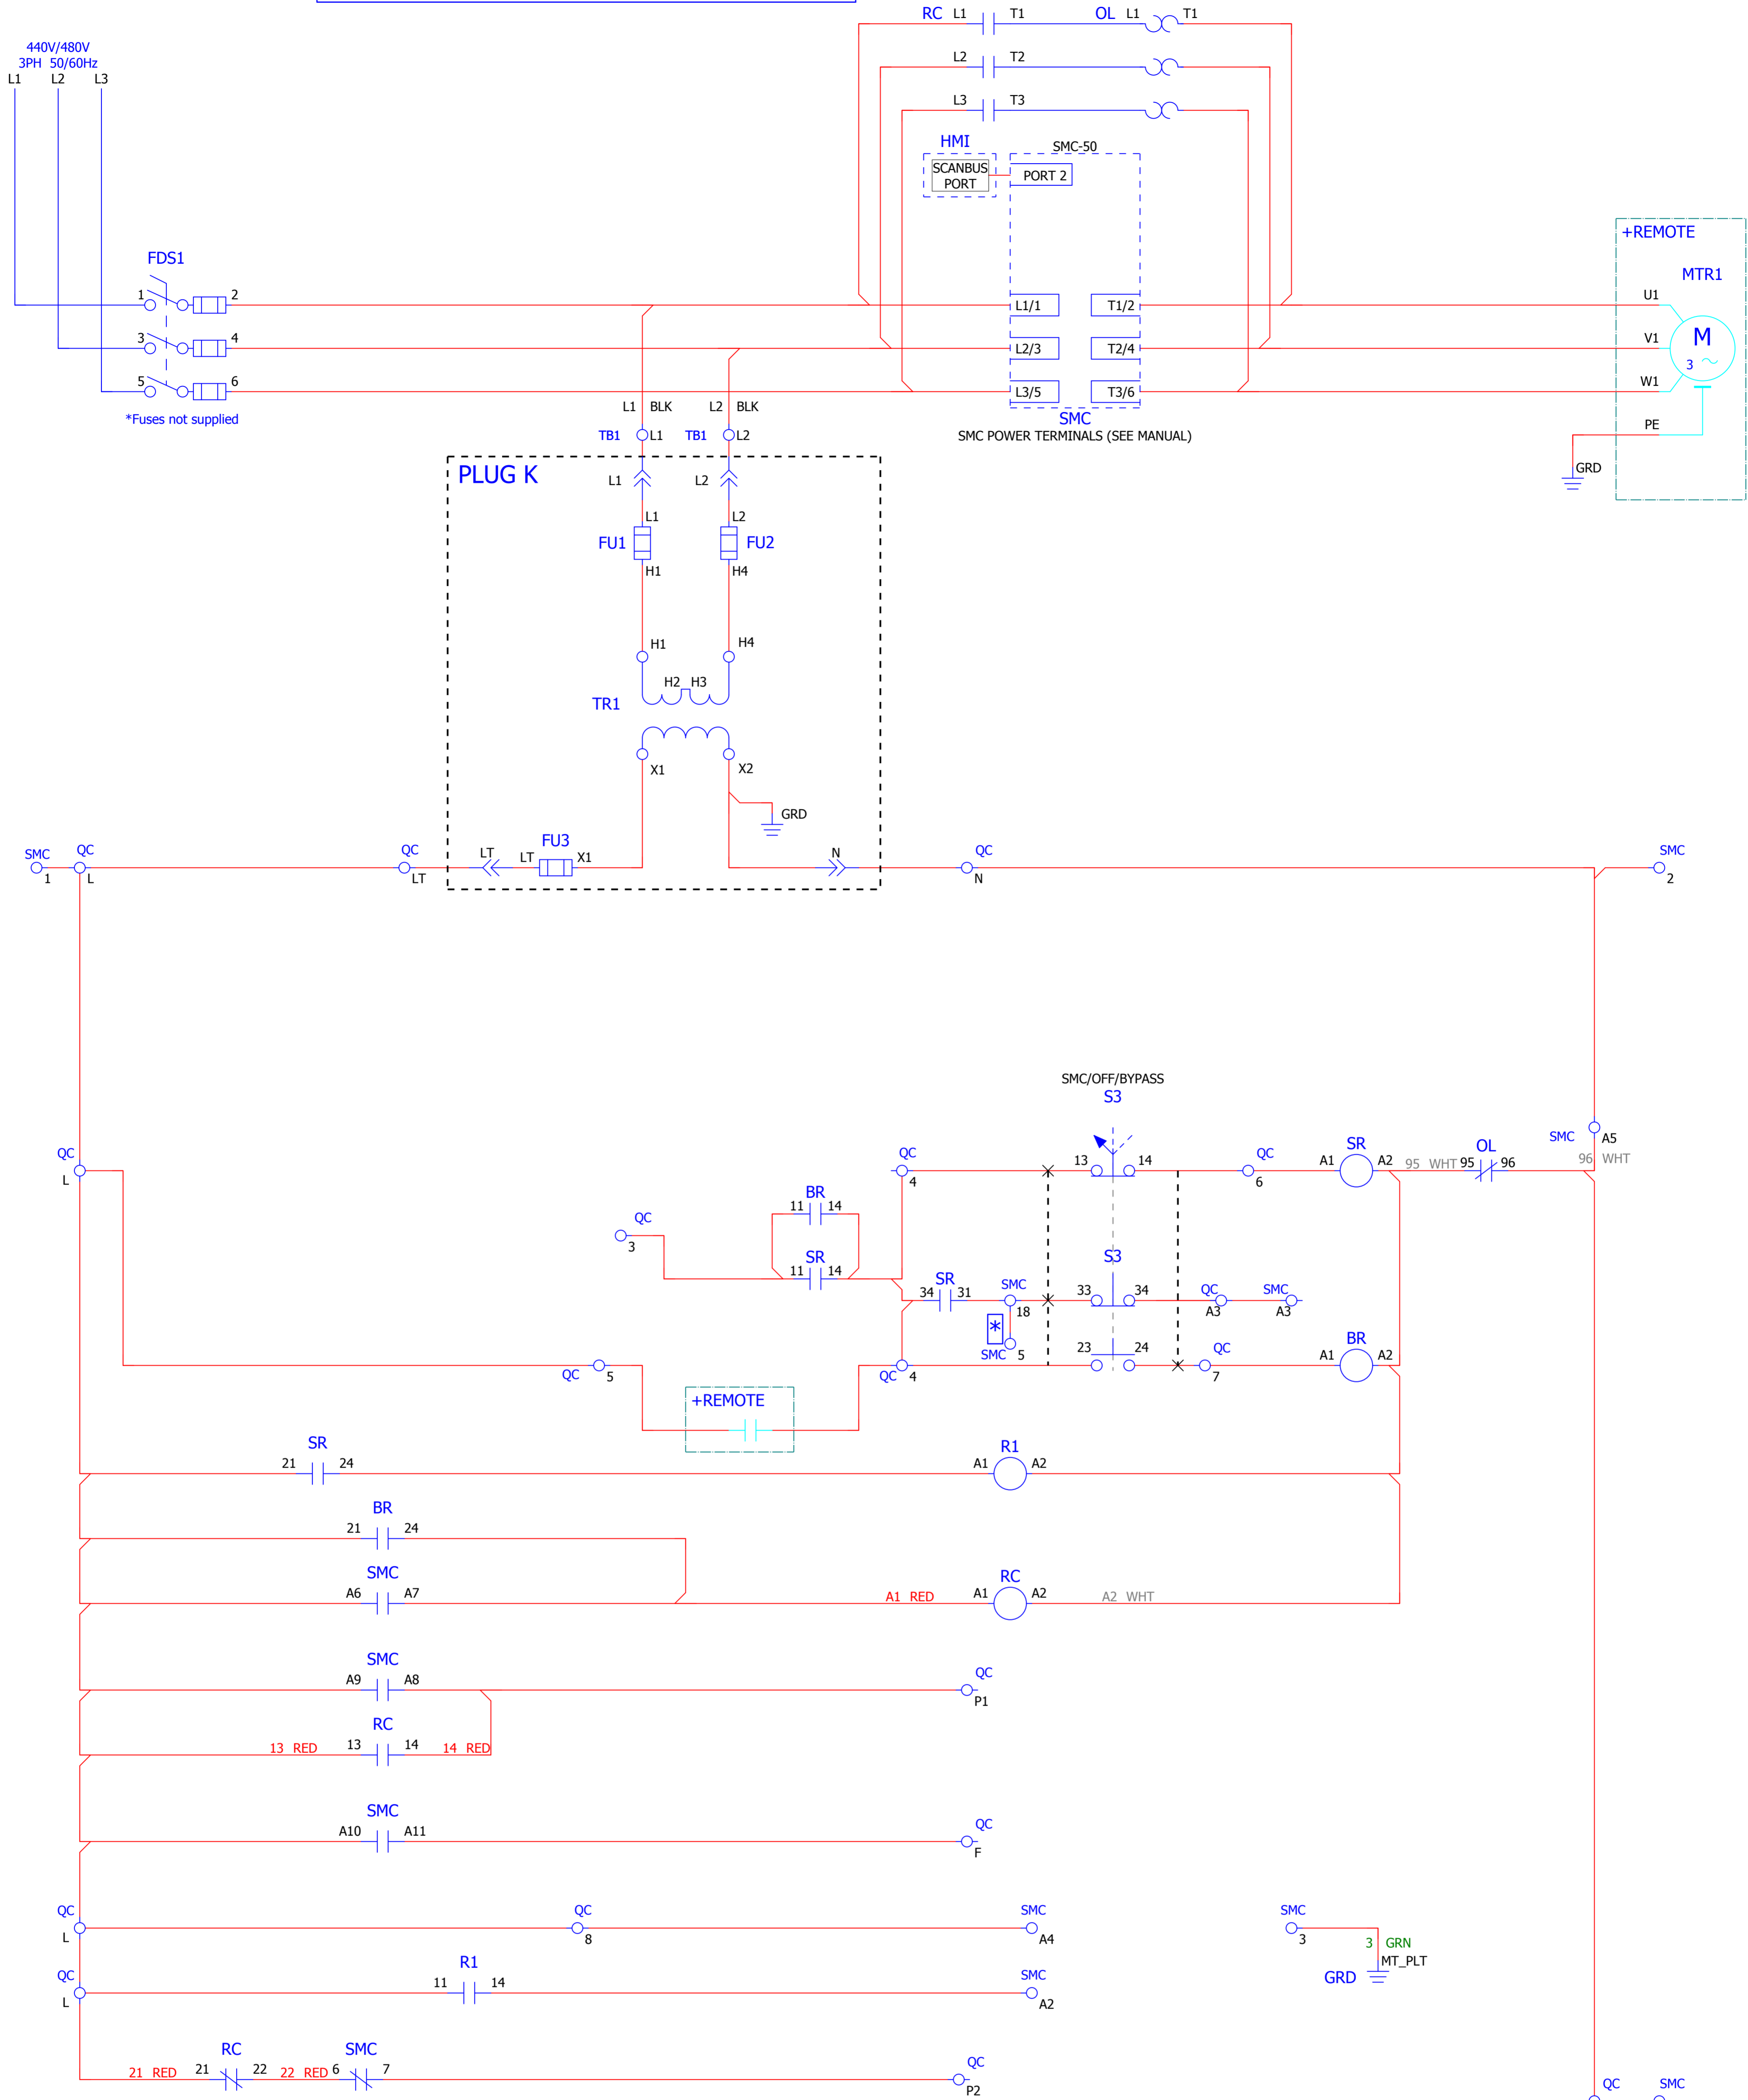 RC L1 T1 OL L1 T1
L2 T2
L3 T3
440V/480V
3PH 50/60Hz
L1 L2 L3
HMI
SCANBUS
PORT
SMC-50
PORT 2
+REMOTE
MTR1
FDS1
1 2
3 4
5 6
*Fuses not supplied
L1/1 T1/2
L2/3 T2/4
L3/5 T3/6
SMC
SMC POWER TERMINALS (SEE MANUAL)
U1
V1
W1
PE
M
3
GRD
L1 BLK L2 BLK
TB1 L1 TB1 L2
PLUG K
L1 L2
L1 L2
FU1 FU2
H1 H4
H1 H4
H2 H3
TR1
X1 X2
GRD
FU3
SMC QC QC LT LT X1 N QC SMC
1 L LT N 2
SMC/OFF/BYPASS
S3
SMC A5
96 WHT
QC QC 13 14 QC SR OL
L 4 6 A1 A2 95 WHT 95 96
BR
11 14
QC
3
SR
11 14
S3
SR
34 31 SMC 33 34 QC SMC
18 A3 A3
*
SMC 5
23 24 QC BR
QC 5 QC 4 7 A1 A2
+REMOTE
SR R1
21 24 A1 A2
BR
21 24
SMC RC
A6 A7 A1 RED A1 A2 A2 WHT
SMC
A9 A8 QC
P1
RC
13 RED 13 14 14 RED
SMC
A10 A11 QC
F
QC QC SMC SMC
L 8 A4 3
3 GRN
MT_PLT
GRD
QC R1 SMC
L 11 14 A2
RC SMC
21 RED 21 22 22 RED 6 7 QC
P2
QC SMC